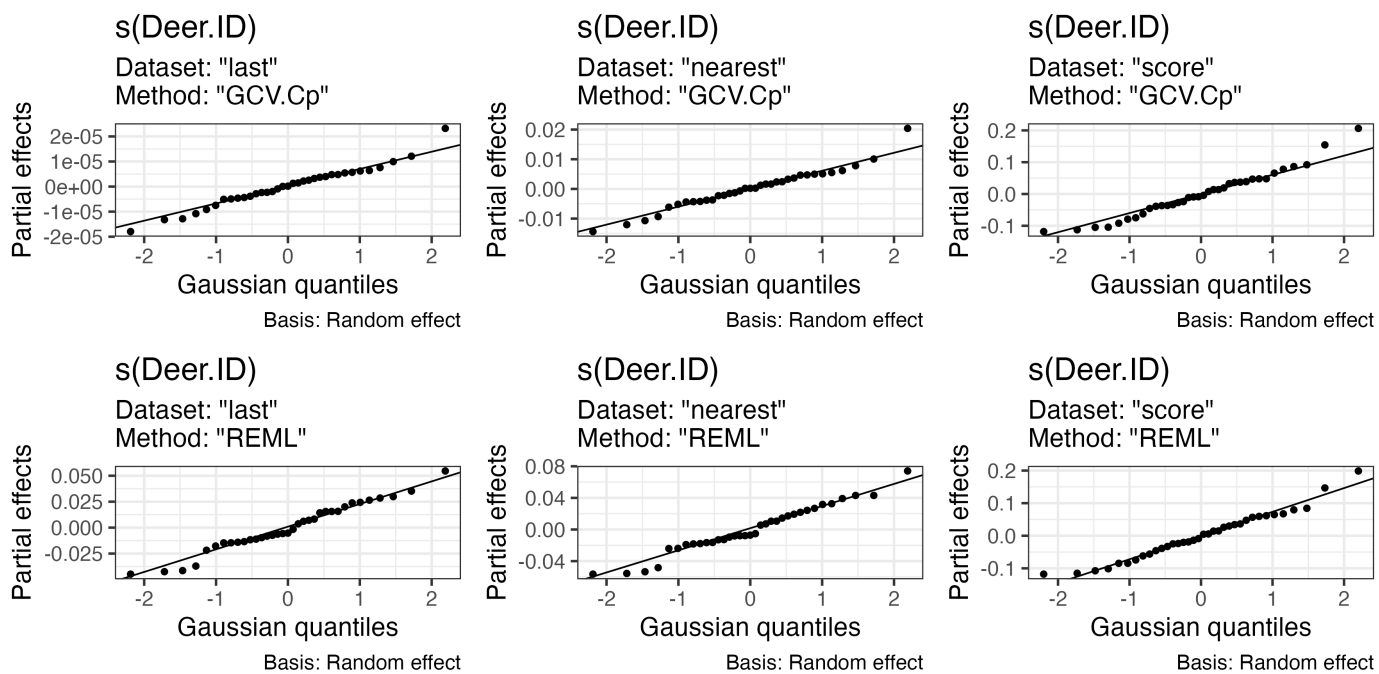 s(Deer.ID)
Dataset: "last"
Method: "GCV.Cp"
Partial effects
2e-05
1e-05
0e+00
-1e-05
-2e-05
-2 -1 0 1 2
Gaussian quantiles
Basis: Random effect
s(Deer.ID)
Dataset: "nearest"
Method: "GCV.Cp"
Partial effects
0.02
0.01
0.00
-0.01
-2 -1 0 1 2
Gaussian quantiles
Basis: Random effect
s(Deer.ID)
Dataset: "score"
Method: "GCV.Cp"
Partial effects
0.2
0.1
0.0
-0.1
-2 -1 0 1 2
Gaussian quantiles
Basis: Random effect
s(Deer.ID)
Dataset: "last"
Method: "REML"
Partial effects
0.050
0.025
0.000
-0.025
-2 -1 0 1 2
Gaussian quantiles
Basis: Random effect
s(Deer.ID)
Dataset: "nearest"
Method: "REML"
Partial effects
0.08
0.04
0.00
-0.04
-2 -1 0 1 2
Gaussian quantiles
Basis: Random effect
s(Deer.ID)
Dataset: "score"
Method: "REML"
Partial effects
0.2
0.1
0.0
-0.1
-2 -1 0 1 2
Gaussian quantiles
Basis: Random effect